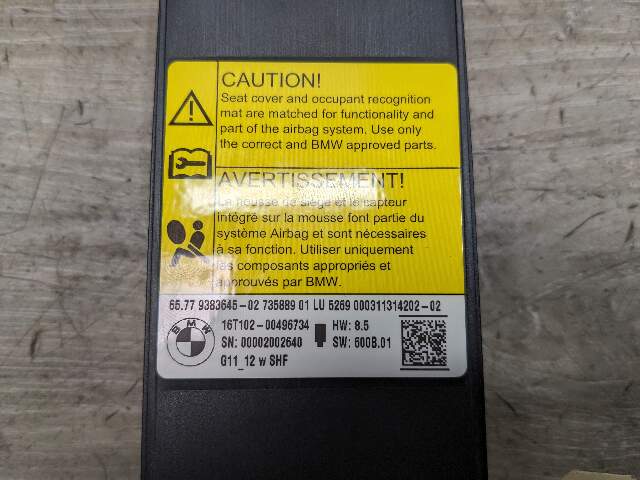 CAUTION!
Seat cover and occupant recognition
mat are matched for functionality and
part of the airbag system. Use only
the correct and BMW approved parts.
AVERTISSEMENT!
La housse de siège et le capteur
intégré sur la mousse font partie du
système Airbag et sont nécessaires
à sa fonction. Utiliser uniquement
les composants appropriés et
approuvés par BMW.
65.77 9383645-02 735889 01 LU 5269 000311314202-02
BMW
16T102-00496734 HW: 8.5
SN: 00002002640 SW: 600B.01
G11_12 w SHF